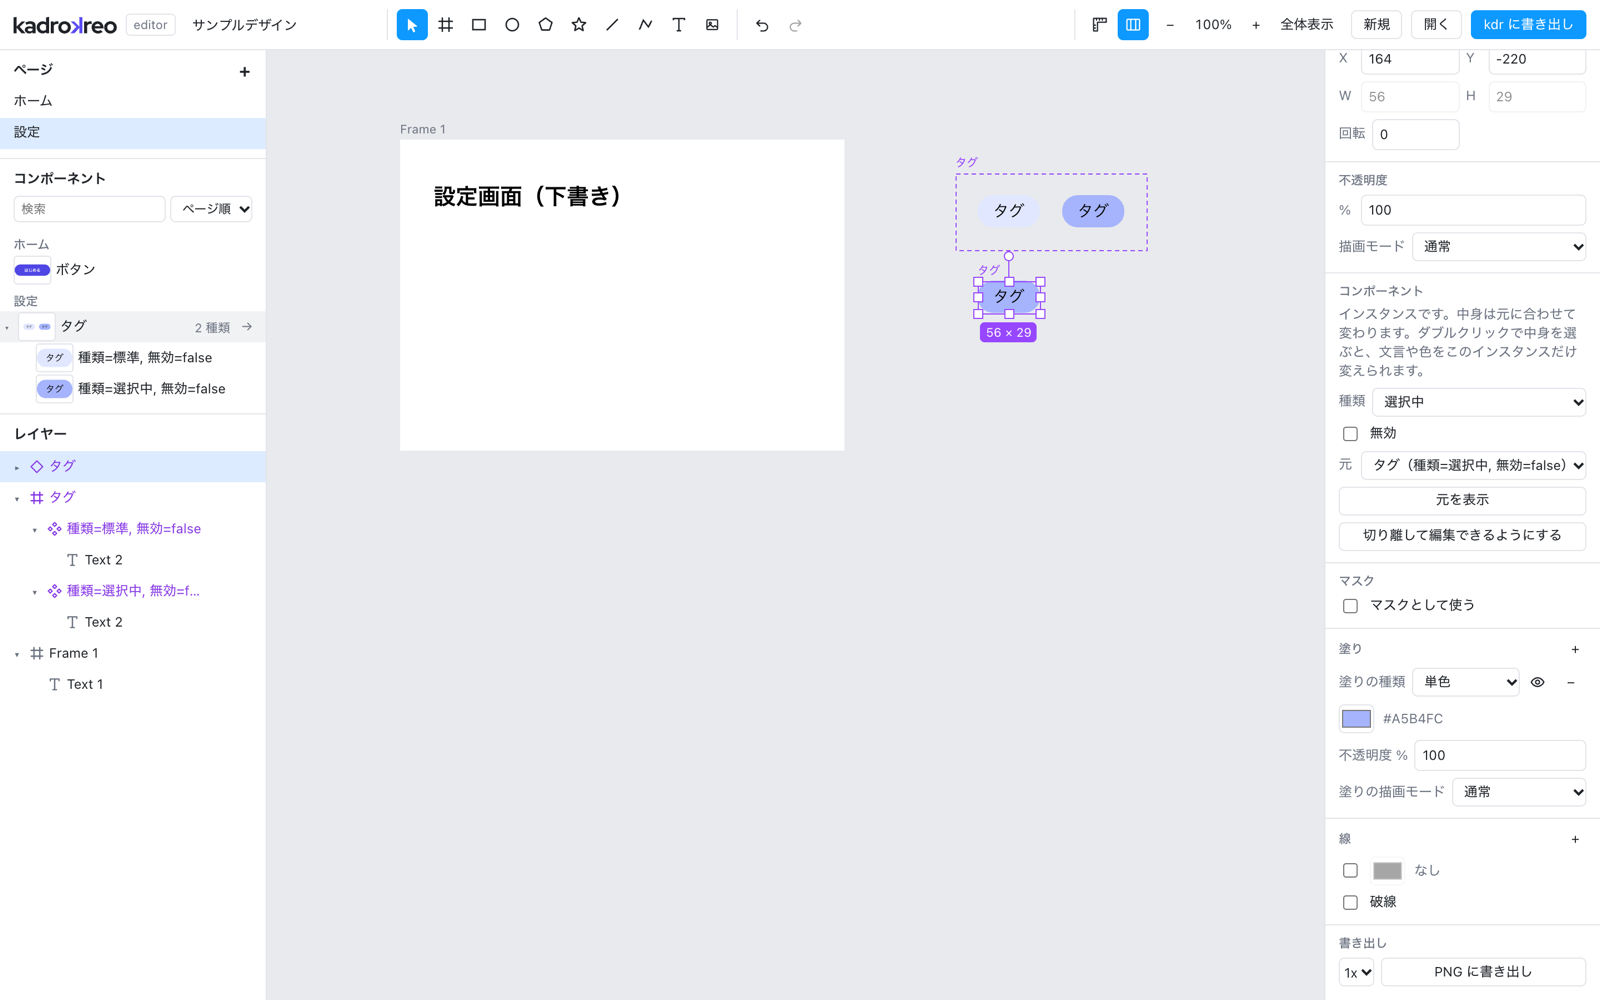 kadrokreo editor サンプルデザイン
100% 全体表示 新規 開く kdr に書き出し
ページ
ホーム
設定
コンポーネント
検索 ページ順
ホーム
はじめる ボタン
設定
タグ 2 種類
タグ 種類=標準, 無効=false
タグ 種類=選択中, 無効=false
レイヤー
タグ
タグ
種類=標準, 無効=false
Text 2
種類=選択中, 無効=f...
Text 2
Frame 1
Text 1
Frame 1
設定画面（下書き）
タグ
タグ タグ
タグ
タグ
56 × 29
X 164 Y -220
W 56 H 29
回転 0
不透明度
% 100
描画モード 通常
コンポーネント
インスタンスです。中身は元に合わせて
変わります。ダブルクリックで中身を選
ぶと、文言や色をこのインスタンスだけ
変えられます。
種類 選択中
無効
元 タグ（種類=選択中, 無効=false）
元を表示
切り離して編集できるようにする
マスク
マスクとして使う
塗り
塗りの種類 単色
#A5B4FC
不透明度 % 100
塗りの描画モード 通常
線
なし
破線
書き出し
1x PNG に書き出し